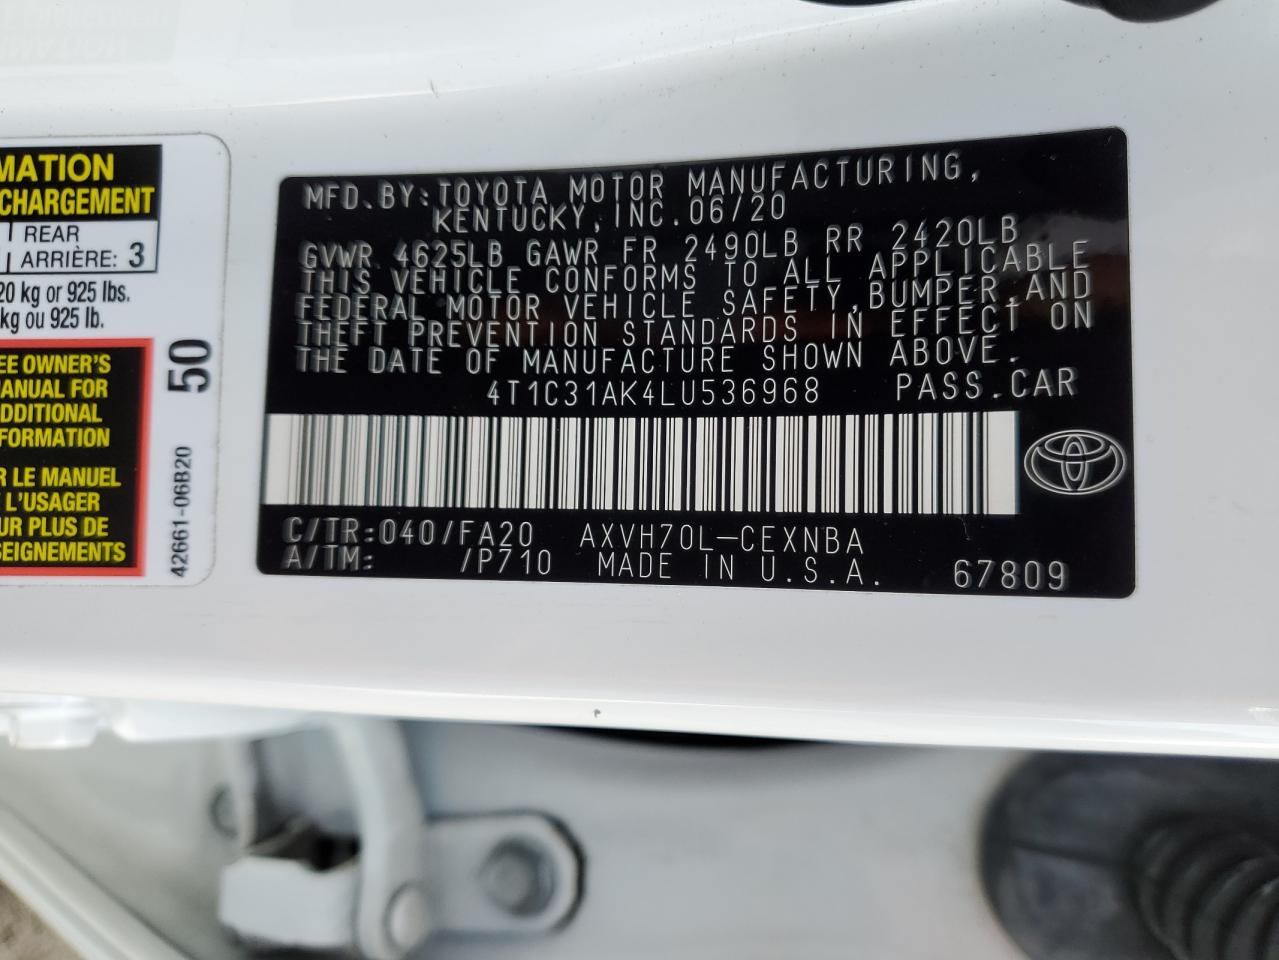 MATION
CHARGEMENT
REAR
ARRIÈRE: 3
20 kg or 925 lbs.
kg ou 925 lb.
EE OWNER'S
MANUAL FOR
ADDITIONAL
FORMATION
R LE MANUEL
L'USAGER
UR PLUS DE
SEIGNEMENTS
50
42661-06B20
MFD.BY:TOYOTA MOTOR MANUFACTURING,
KENTUCKY,INC.06/20
GVWR 4625LB GAWR FR 2490LB RR 2420LB
THIS VEHICLE CONFORMS TO ALL APPLICABLE
FEDERAL MOTOR VEHICLE SAFETY,BUMPER,AND
THEFT PREVENTION STANDARDS IN EFFECT ON
THE DATE OF MANUFACTURE SHOWN ABOVE.
4T1C31AK4LU536968 PASS.CAR
C/TR:040/FA20 AXVH70L-CEXNBA
A/TM: /P710 MADE IN U.S.A. 67809